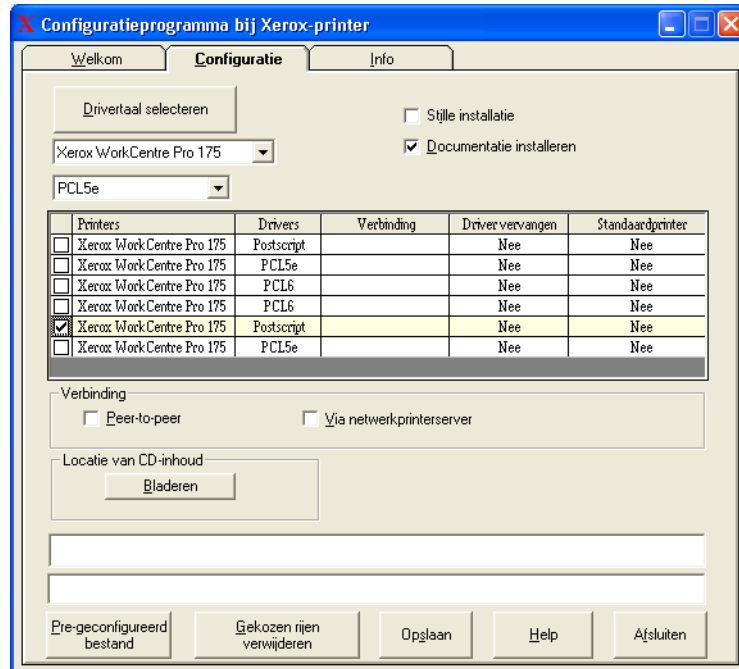 Configuratieprogramma bij Xerox-printer
Welkom Configuratie Info
Drivertaal selecteren
Stille installatie
Xerox WorkCentre Pro 175
Documentatie installeren
PCL5e
Printers Drivers Verbinding Driver vervangen Standaardprinter
Xerox WorkCentre Pro 175 Postscript Nee Nee
Xerox WorkCentre Pro 175 PCL5e Nee Nee
Xerox WorkCentre Pro 175 PCL6 Nee Nee
Xerox WorkCentre Pro 175 PCL6 Nee Nee
Xerox WorkCentre Pro 175 Postscript Nee Nee
Xerox WorkCentre Pro 175 PCL5e Nee Nee
Verbinding
Peer-to-peer Via netwerkprinterserver
Locatie van CD-inhoud
Bladeren
Pre-geconfigureerd bestand
Gekozen rijen verwijderen
Opslaan
Help
Afsluiten